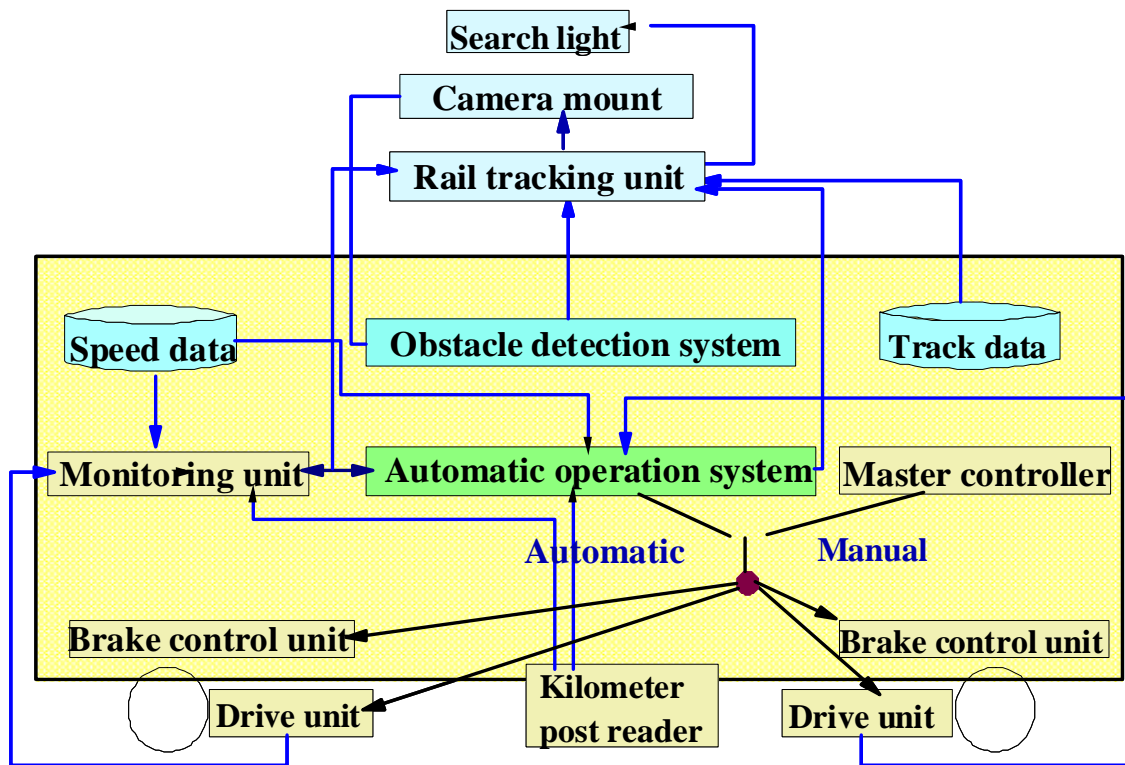 Search light
Camera mount
Rail tracking unit
Speed data
Obstacle detection system
Track data
Monitoring unit
Automatic operation system
Master controller
Automatic
Manual
Brake control unit
Brake control unit
Kilometer
post reader
Drive unit
Drive unit